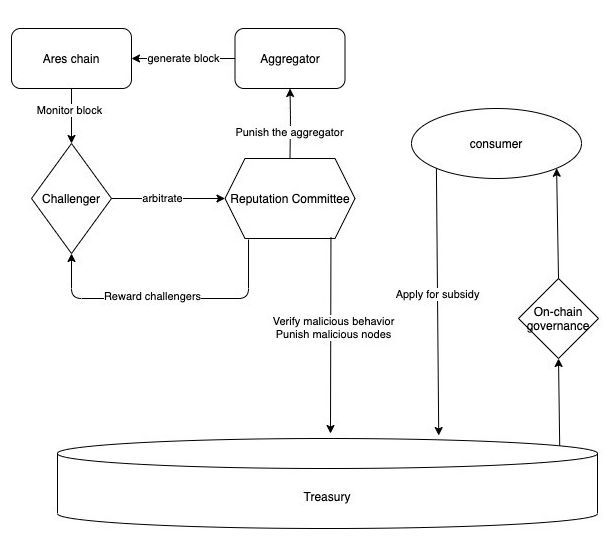 Ares chain
generate block
Aggregator
Monitor block
Punish the aggregator
consumer
Challenger
arbitrate
Reputation Committee
Reward challengers
Apply for subsidy
On-chain
governance
Verify malicious behavior
Punish malicious nodes
Treasury